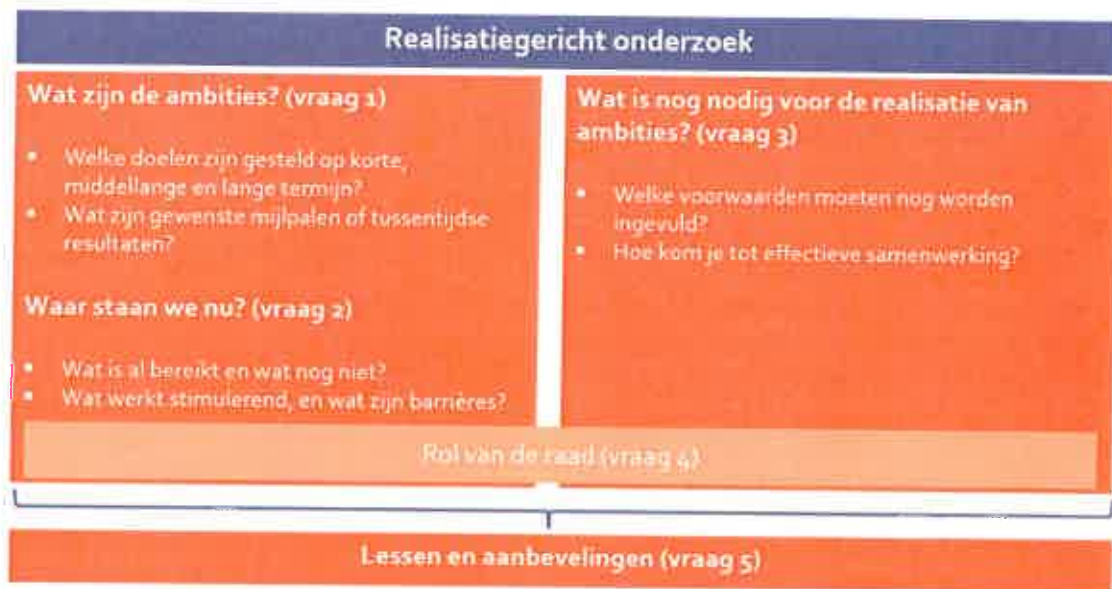 Realisatiegericht onderzoek
Wat zijn de ambities? (vraag 1)
• Welke doelen zijn gesteld op korte,
middellange en lange termijn?
• Wat zijn gewenste mijlpalen of tussentijdse
resultaten?
Waar staan we nu? (vraag 2)
• Wat is al bereikt en wat nog niet?
• Wat werkt stimulerend, en wat zijn barrières?
Wat is nog nodig voor de realisatie van
ambities? (vraag 3)
• Welke voorwaarden moeten nog worden
ingevuld?
• Hoe kom je tot effectieve samenwerking?
Rol van de raad (vraag 4)
Lessen en aanbevelingen (vraag 5)